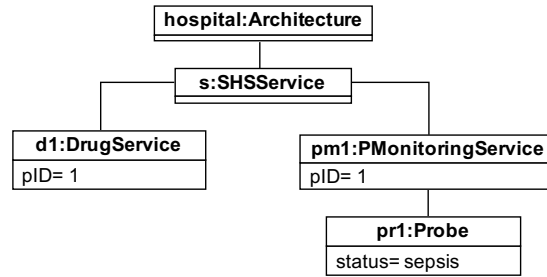 hospital:Architecture
s:SHSService
d1:DrugService
pID= 1
pm1:PMonitoringService
pID= 1
pr1:Probe
status= sepsis